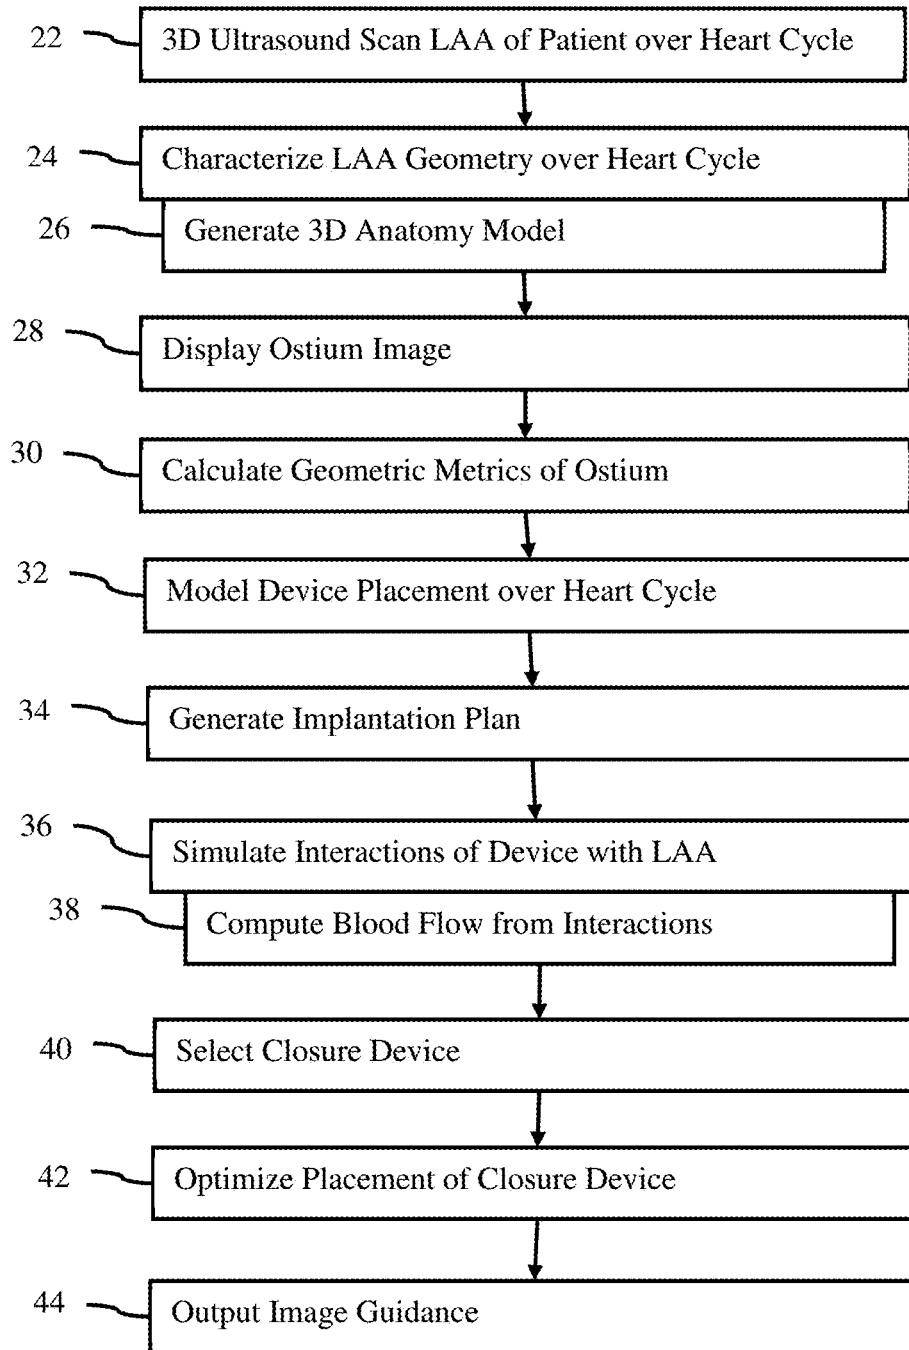 22 3D Ultrasound Scan LAA of Patient over Heart Cycle
24 Characterize LAA Geometry over Heart Cycle
26 Generate 3D Anatomy Model
28 Display Ostium Image
30 Calculate Geometric Metrics of Ostium
32 Model Device Placement over Heart Cycle
34 Generate Implantation Plan
36 Simulate Interactions of Device with LAA
38 Compute Blood Flow from Interactions
40 Select Closure Device
42 Optimize Placement of Closure Device
44 Output Image Guidance